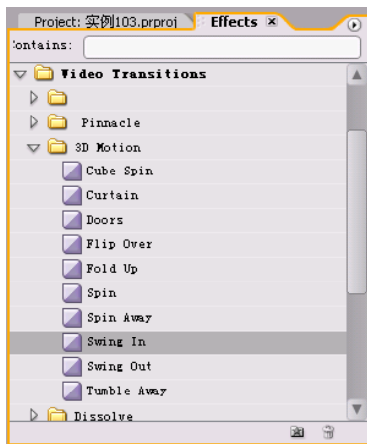 Project: 实例103.prproj Effects
ontains:
Video Transitions
Pinnacle
3D Motion
Cube Spin
Curtain
Doors
Flip Over
Fold Up
Spin
Spin Away
Swing In
Swing Out
Tumble Away
Dissolve